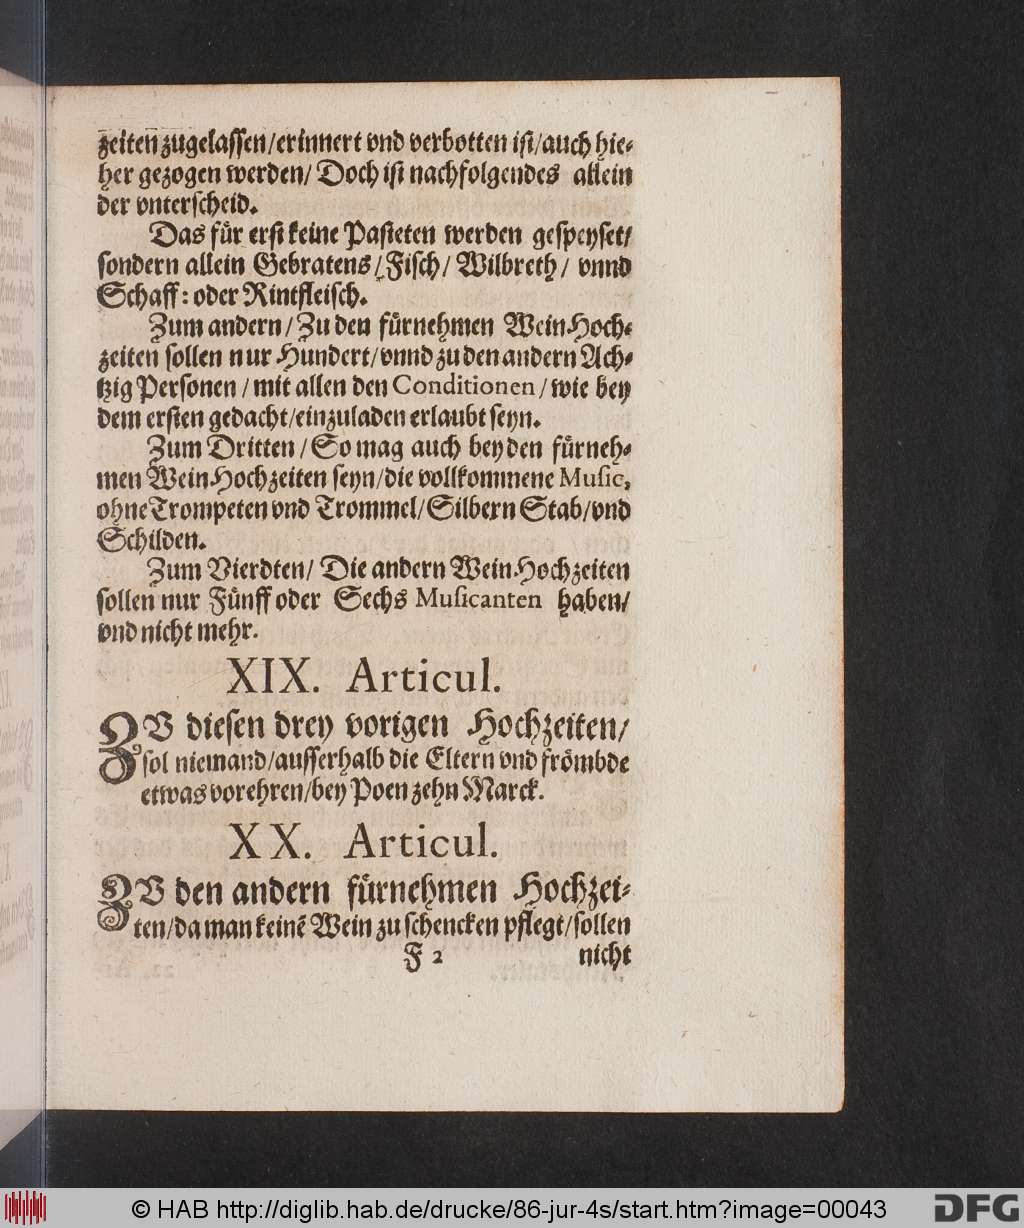 zeiten zugelassen/erinnert vnd verbotten ist/auch hie-
her gezogen werden/ Doch ist nachfolgendes allein
der vnterscheid.
Das für erst keine Pasteten werden gespeyset/
sondern allein Gebratens/Fisch/ Wilbreth/ vnnd
Schaff: oder Rintfleisch.
Zum andern/Zu den fürnehmen Wein Hoch-
zeiten sollen nur Hundert/vnnd zu den andern Ach-
tzig Personen/mit allen den Conditionen/wie bey
dem ersten gedacht/einzuladen erlaubt seyn.
Zum Dritten/So mag auch bey den fürneh-
men Wein Hochzeiten seyn/die vollkommene Music,
ohne Trompeten vnd Trommel/Silbern Stab/vnd
Schilden.
Zum Vierdten/ Die andern Wein Hochzeiten
sollen nur Fünff oder Sechs Musicanten haben/
vnd nicht mehr.
XIX. Articul.
ZV diesen drey vorigen Hochzeiten/
sol niemand/ausserhalb die Eltern vnd frömbde
etwas vorehren/bey Poen zehn Marck.
XX. Articul.
ZV den andern fürnehmen Hochzei-
ten/da man keinē Wein zu schencken pflegt/sollen
F 2 nicht
© HAB http://diglib.hab.de/drucke/86-jur-4s/start.htm?image=00043
DFG